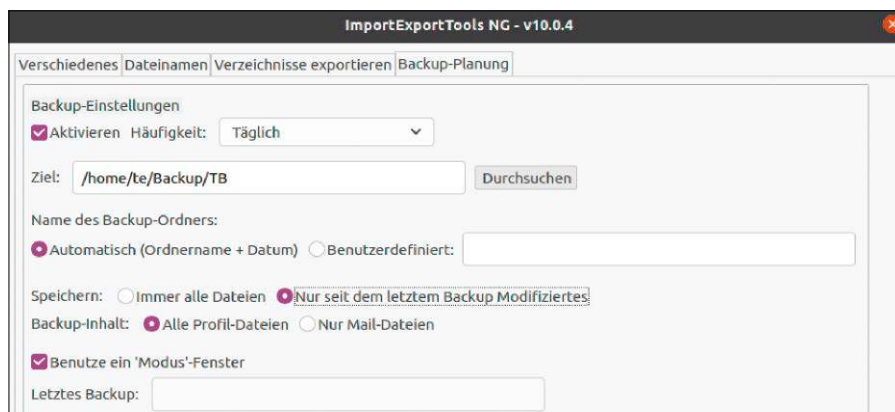 ImportExportTools NG - v10.0.4
Verschiedenes Dateinamen Verzeichnisse exportieren Backup-Planung
Backup-Einstellungen
Aktivieren Häufigkeit: Täglich
Ziel: /home/te/Backup/TB Durchsuchen
Name des Backup-Ordners:
Automatisch (Ordnername + Datum) Benutzerdefiniert:
Speichern: Immer alle Dateien Nur seit dem letztem Backup Modifiziertes
Backup-Inhalt: Alle Profil-Dateien Nur Mail-Dateien
Benutze ein 'Modus'-Fenster
Letztes Backup: